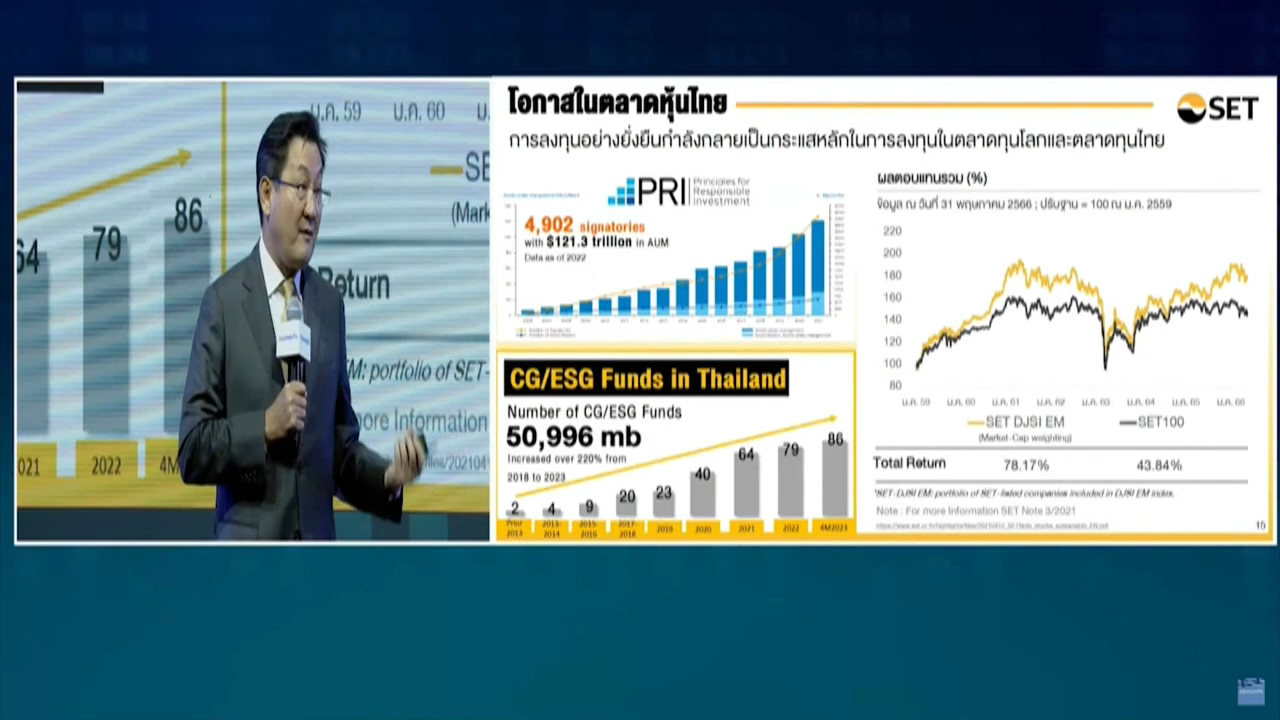 ม.ค. 59 ม.ค. 60
64 79 86
2022
(Mark
Return
EM: portfolio of SET-
more Information
โอกาสในตลาดหุ้นไทย
SET
การลงทุนอย่างยั่งยืนกำลังกลายเป็นกระแสหลักในการลงทุนในตลาดทุนโลกและตลาดทุนไทย
PRI Principles for Responsible Investment
4,902 signatories
with $121.3 trillion in AUM
Data as of 2022
CG/ESG Funds in Thailand
Number of CG/ESG Funds
50,996 mb
Increased over 220% from
2018 to 2023
2 4 9 20 23 40 64 79 86
Prior 2013 2013-2014 2015-2016 2017-2018 2019 2020 2021 2022 4M2023
ผลตอบแทนรวม (%)
ข้อมูล ณ วันที่ 31 พฤษภาคม 2566 ; ปรับฐาน = 100 ณ ม.ค. 2559
220
200
180
160
140
120
100
80
ม.ค. 59 ม.ค. 60 ม.ค. 61 ม.ค. 62 ม.ค. 63 ม.ค. 64 ม.ค. 65 ม.ค. 66
SET DJSI EM SET100
(Market-Cap weighting)
Total Return 78.17% 43.84%
*SET-DJSI EM: portfolio of SET-listed companies included in DJSI EM index.
Note : For more Information SET Note 3/2021
15